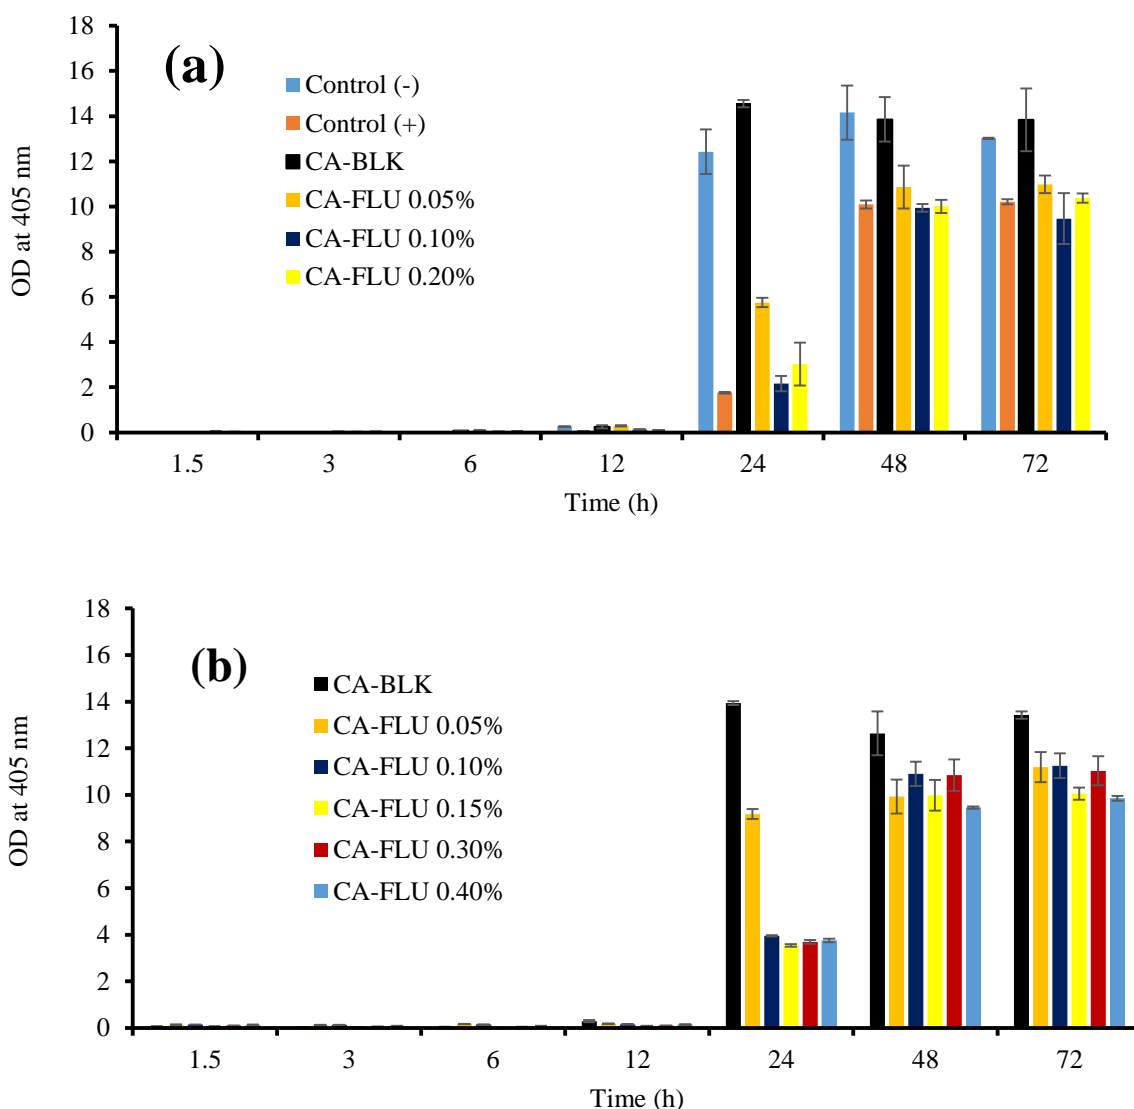 (a)
Control (-)
Control (+)
CA-BLK
CA-FLU 0.05%
CA-FLU 0.10%
CA-FLU 0.20%
OD at 405 nm
18
16
14
12
10
8
6
4
2
0
1.5 3 6 12 24 48 72
Time (h)
(b)
CA-BLK
CA-FLU 0.05%
CA-FLU 0.10%
CA-FLU 0.15%
CA-FLU 0.30%
CA-FLU 0.40%
OD at 405 nm
18
16
14
12
10
8
6
4
2
0
1.5 3 6 12 24 48 72
Time (h)